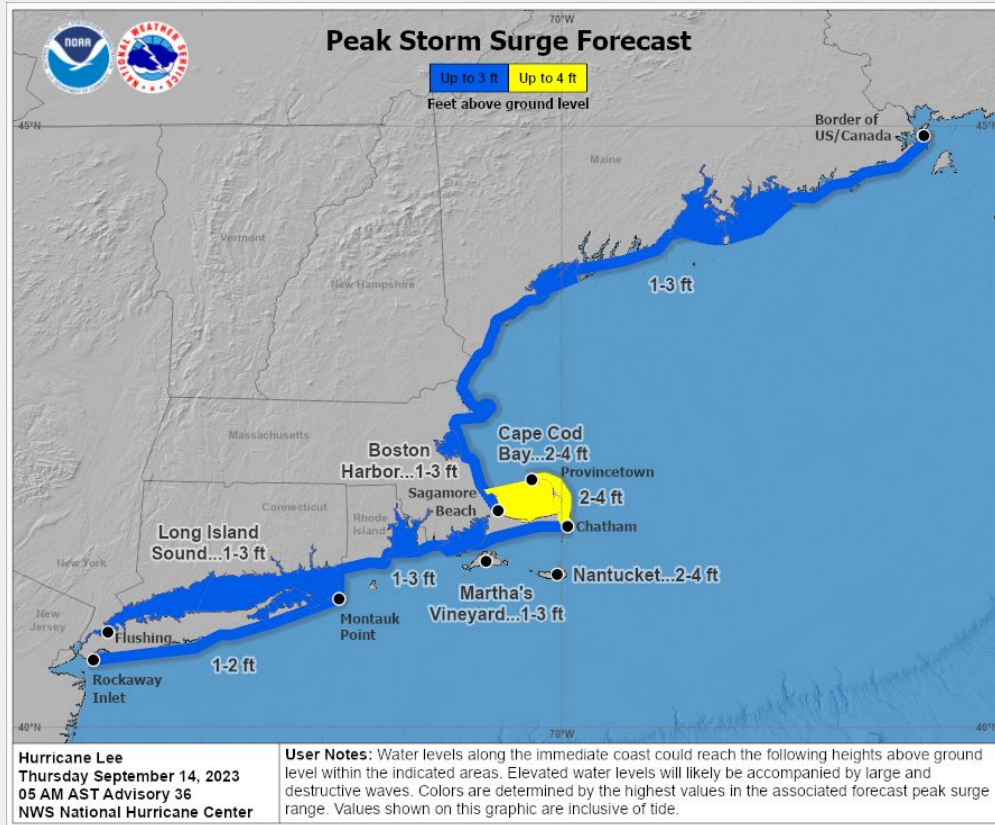 NOAA
NATIONAL WEATHER SERVICE
70°W
Peak Storm Surge Forecast
Up to 3 ft Up to 4 ft
Feet above ground level
45°N
45°N
Border of
US/Canada
Maine
Vermont
New Hampshire
1-3 ft
Massachusetts
Boston
Harbor...1-3 ft
Cape Cod
Bay...2-4 ft
Provincetown
2-4 ft
Sagamore
Beach
Chatham
Connecticut
Rhode
Island
Long Island
Sound...1-3 ft
New York
1-3 ft
Nantucket...2-4 ft
Martha's
Vineyard...1-3 ft
New
Jersey
Flushing
Montauk
Point
1-2 ft
Rockaway
Inlet
40°N
70°W
40°N
Hurricane Lee
Thursday September 14, 2023
05 AM AST Advisory 36
NWS National Hurricane Center
User Notes: Water levels along the immediate coast could reach the following heights above ground
level within the indicated areas. Elevated water levels will likely be accompanied by large and
destructive waves. Colors are determined by the highest values in the associated forecast peak surge
range. Values shown on this graphic are inclusive of tide.